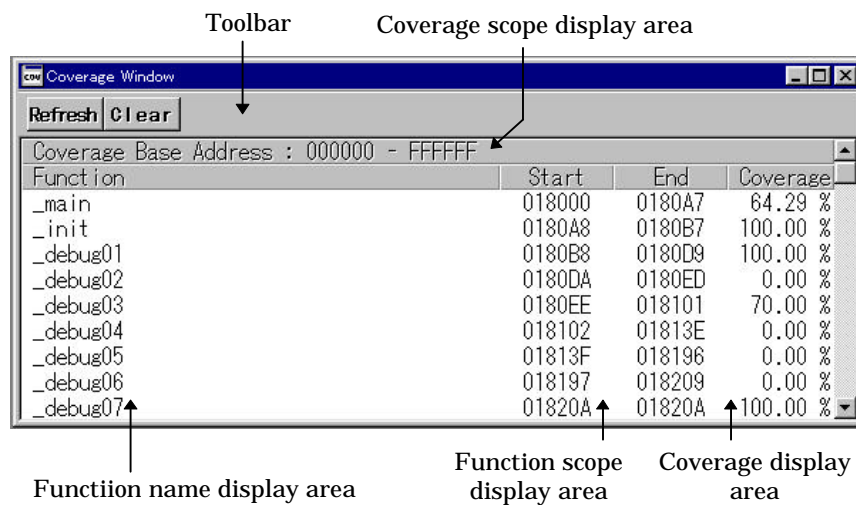 Toolbar Coverage scope display area
COV Coverage Window
Refresh Clear
Coverage Base Address : 000000 - FFFFFF
Function Start End Coverage
_main 018000 0180A7 64.29 %
_init 0180A8 0180B7 100.00 %
_debug01 0180B8 0180D9 100.00 %
_debug02 0180DA 0180ED 0.00 %
_debug03 0180EE 018101 70.00 %
_debug04 018102 01813E 0.00 %
_debug05 01813F 018196 0.00 %
_debug06 018197 018209 0.00 %
_debug07 01820A 01820A 100.00 %
Functiion name display area
Function scope
display area
Coverage display
area